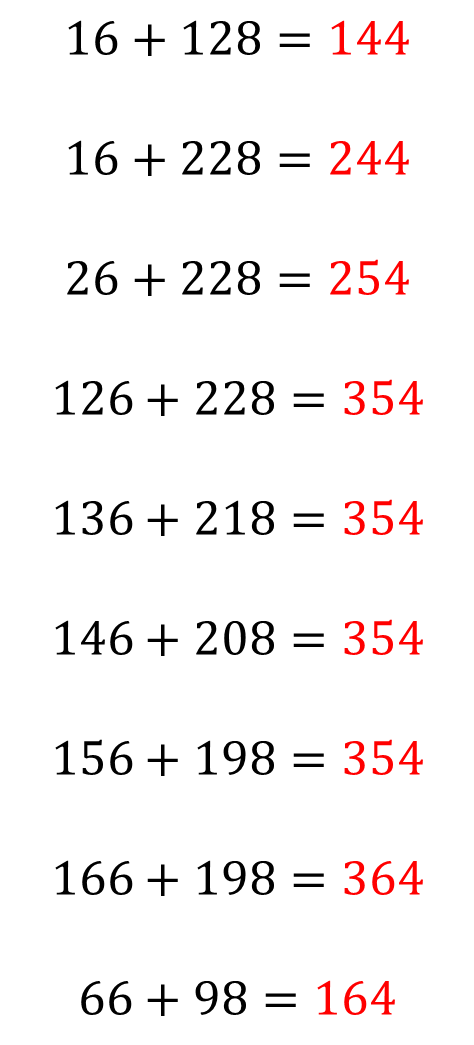 16 + 128 = 144
16 + 228 = 244
26 + 228 = 254
126 + 228 = 354
136 + 218 = 354
146 + 208 = 354
156 + 198 = 354
166 + 198 = 364
66 + 98 = 164